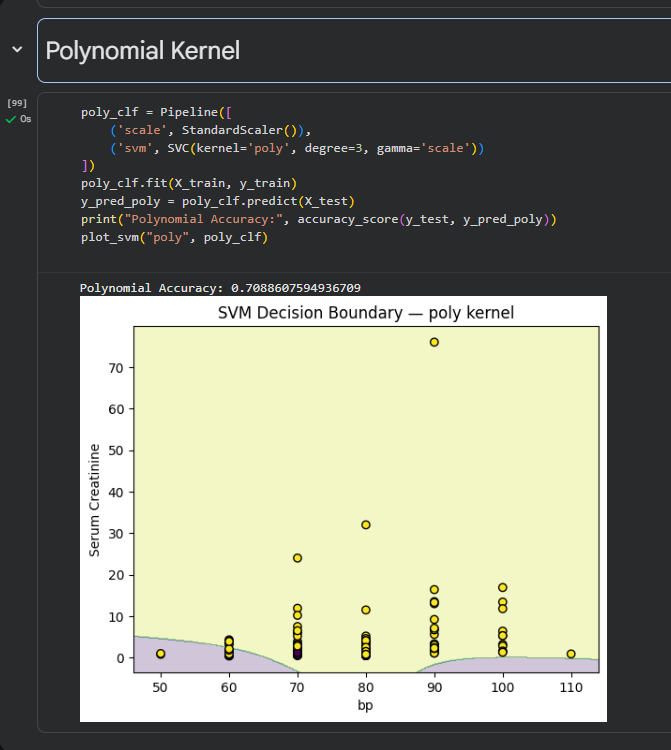 Polynomial Kernel
[99]
0s
poly_clf = Pipeline([
('scale', StandardScaler()),
('svm', SVC(kernel='poly', degree=3, gamma='scale'))
])
poly_clf.fit(X_train, y_train)
y_pred_poly = poly_clf.predict(X_test)
print("Polynomial Accuracy:", accuracy_score(y_test, y_pred_poly))
plot_svm("poly", poly_clf)
Polynomial Accuracy: 0.7088607594936709
SVM Decision Boundary — poly kernel
70
60
50
40
30
20
10
0
Serum Creatinine
50 60 70 80 90 100 110
bp